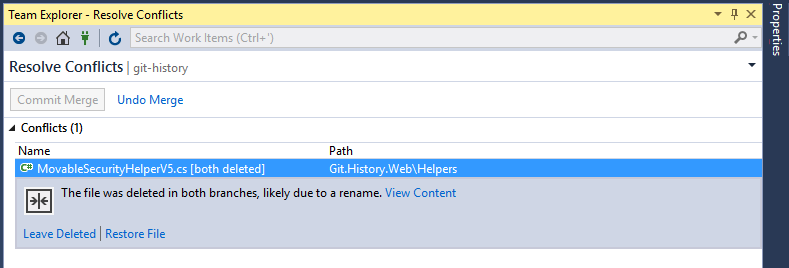 Team Explorer - Resolve Conflicts
Search Work Items (Ctrl+')
Resolve Conflicts | git-history
Commit Merge Undo Merge
Conflicts (1)
Name Path
C# MovableSecurityHelperV5.cs [both deleted] Git.History.Web\Helpers
The file was deleted in both branches, likely due to a rename. View Content
Leave Deleted | Restore File
Properties